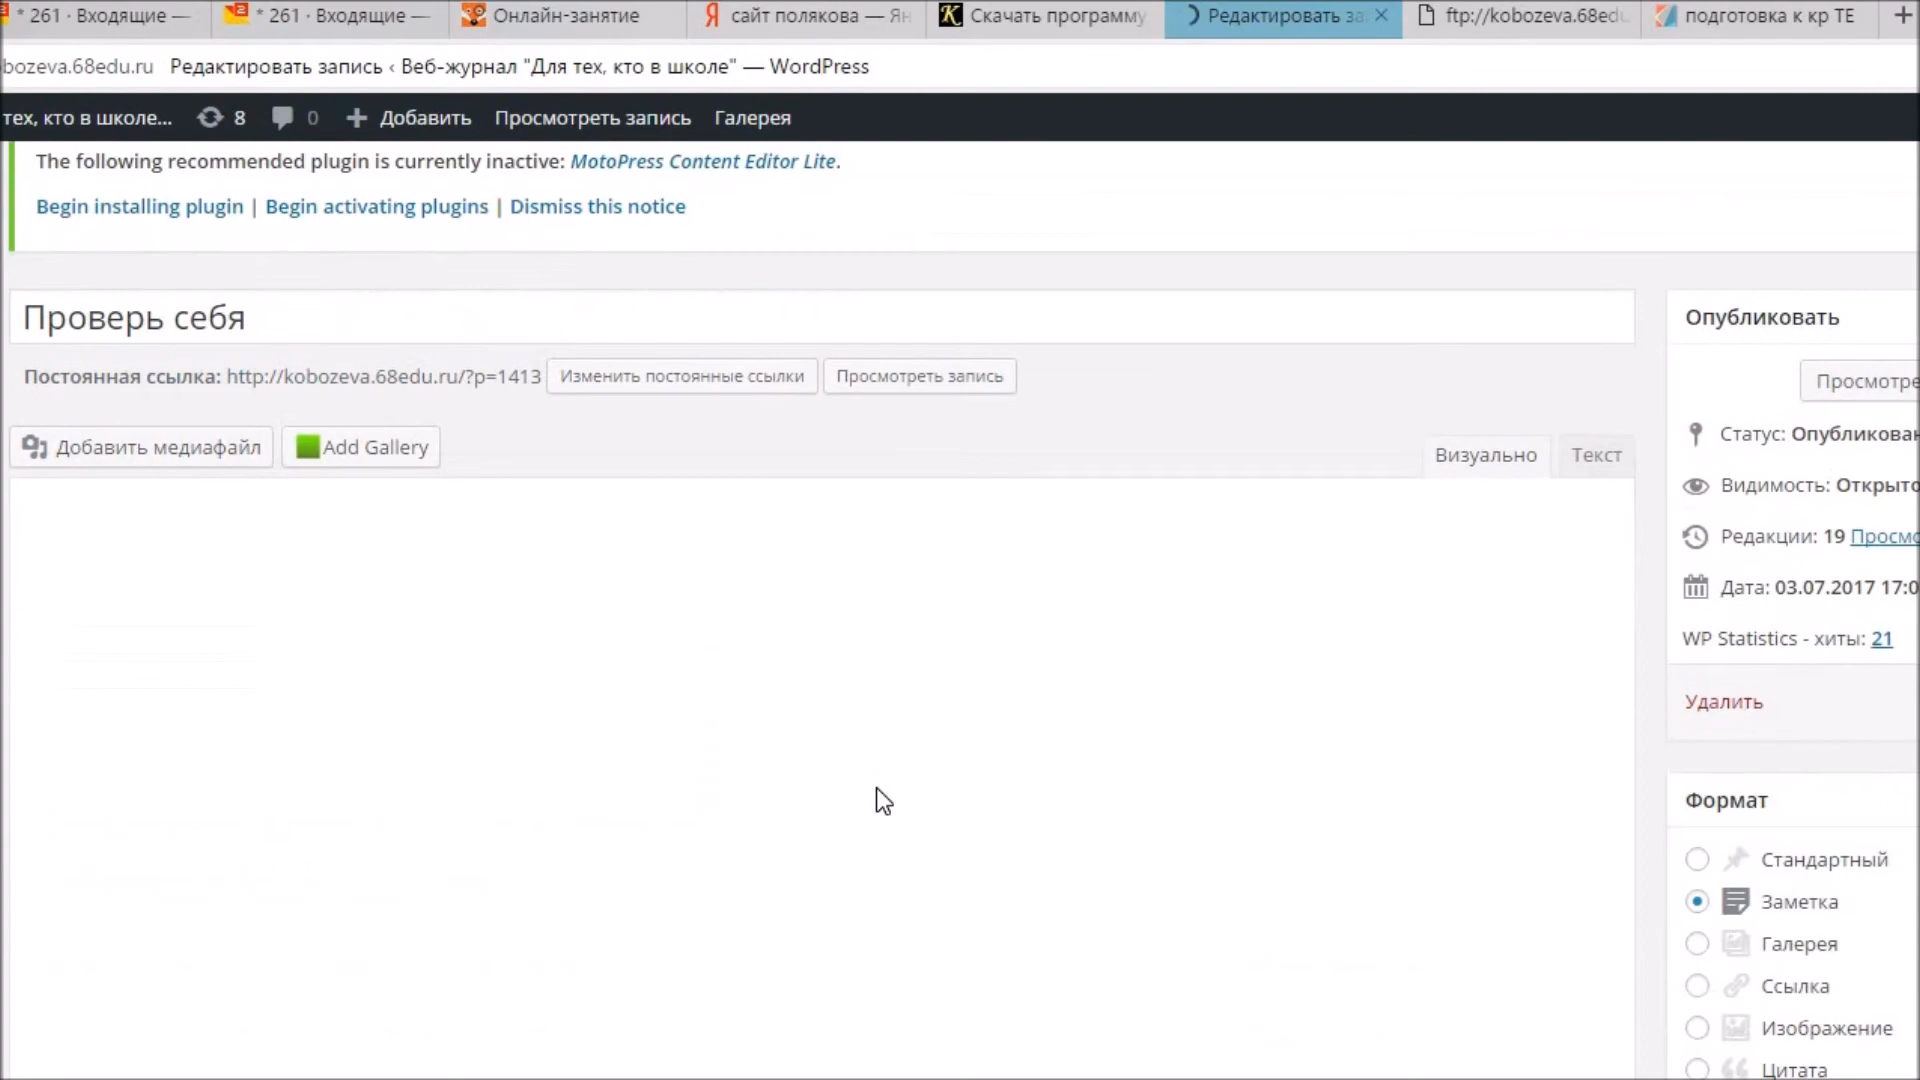 * 261 · Входящие —
* 261 · Входящие —
Онлайн-занятие
сайт полякова — Ян
Скачать программу
Редактировать за
ftp://kobozeva.68edu
подготовка к кр ТЕ
bozeva.68edu.ru Редактировать запись ‹ Веб-журнал "Для тех, кто в школе" — WordPress
тех, кто в школе... 8 0 Добавить Просмотреть запись Галерея
The following recommended plugin is currently inactive: MotoPress Content Editor Lite.
Begin installing plugin | Begin activating plugins | Dismiss this notice
Проверь себя
Постоянная ссылка: http://kobozeva.68edu.ru/?p=1413 Изменить постоянные ссылки Просмотреть запись
Добавить медиафайл Add Gallery
Визуально Текст
Опубликовать
Просмотре
Статус: Опубликован
Видимость: Открыто
Редакции: 19 Просмо
Дата: 03.07.2017 17:0
WP Statistics - хиты: 21
Удалить
Формат
Стандартный
Заметка
Галерея
Ссылка
Изображение
Цитата